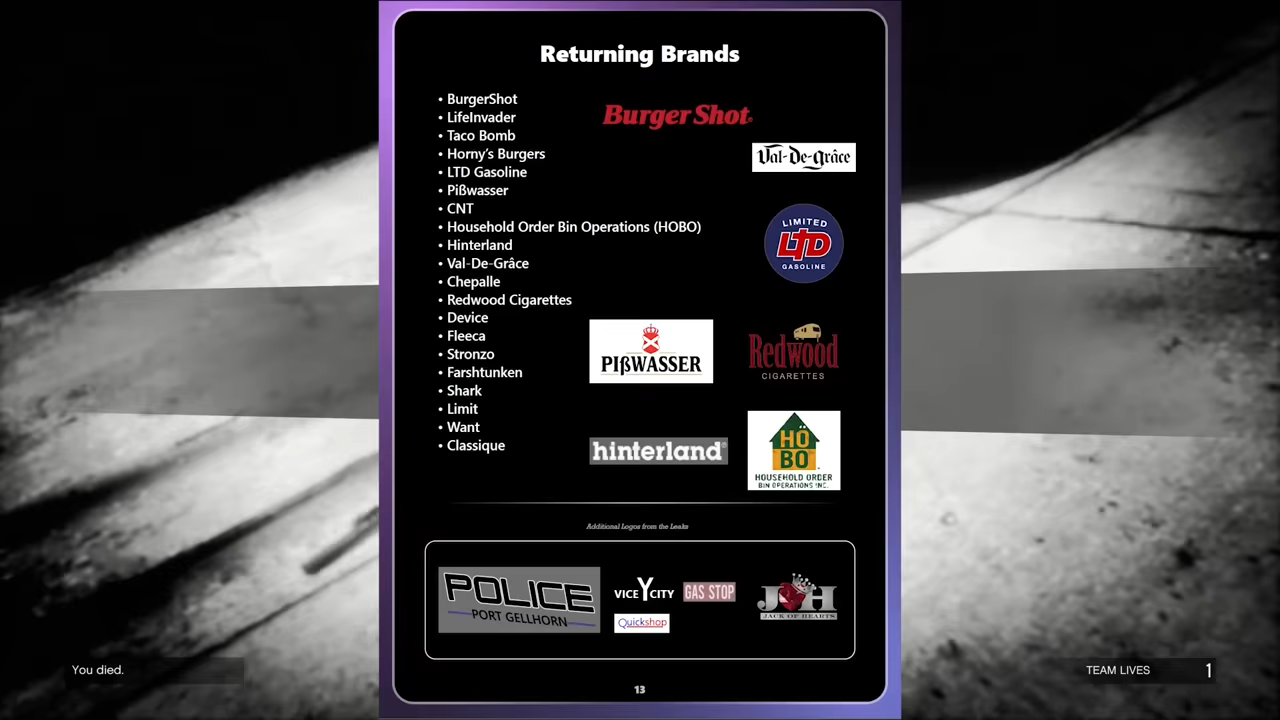 Returning Brands
• BurgerShot
• LifeInvader
• Taco Bomb
• Horny's Burgers
• LTD Gasoline
• Pißwasser
• CNT
• Household Order Bin Operations (HOBO)
• Hinterland
• Val-De-Grâce
• Chepalle
• Redwood Cigarettes
• Device
• Fleeca
• Stronzo
• Farshtunken
• Shark
• Limit
• Want
• Classique
Burger Shot®
Val-De-Grâce
LIMITED
LTD
GASOLINE
PIßWASSER
Redwood
CIGARETTES
hinterland®
HO
BO
HOUSEHOLD ORDER
BIN OPERATIONS INC.
Additional Logos from the Leaks
POLICE
PORT GELLHORN
VICE Y CITY
GAS STOP
Quickshop
J♥H
JACK OF HEARTS
13
You died.
TEAM LIVES 1